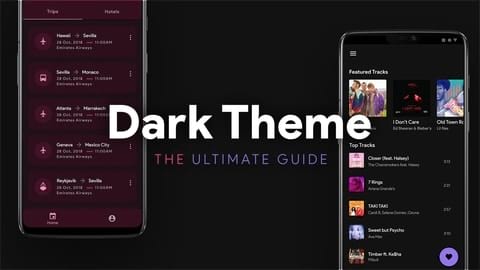 Trips
Hotels
Hawaii → Sevilla
28 Oct, 2018 — 11:00AM
Emirates Airways
Sevilla → Monaco
28 Oct, 2018 — 11:00AM
Emirates Airways
Atlanta → Marrakech
28 Oct, 2018 — 11:00AM
Emirates Airways
Geneva → Mexico City
28 Oct, 2018 — 11:00AM
Emirates Airways
Reykjavik → Sevilla
28 Oct, 2018 — 11:00AM
Emirates Airways
Home
Dark Theme
THE ULTIMATE GUIDE
Featured Tracks
I Don't Care
Ed Sheeran & Bieber's
Old Town Ro
Lil Nas
Top Tracks
Closer (feat. Halsey)
The Chainsmokers feat. Halsey
7 Rings
Ariana Grande's
TAKI TAKI
Cardi B, Selena Gomez, Ozuna
Sweet but Psycho
Ava Max
Timber ft. Ke$ha
Pitbull